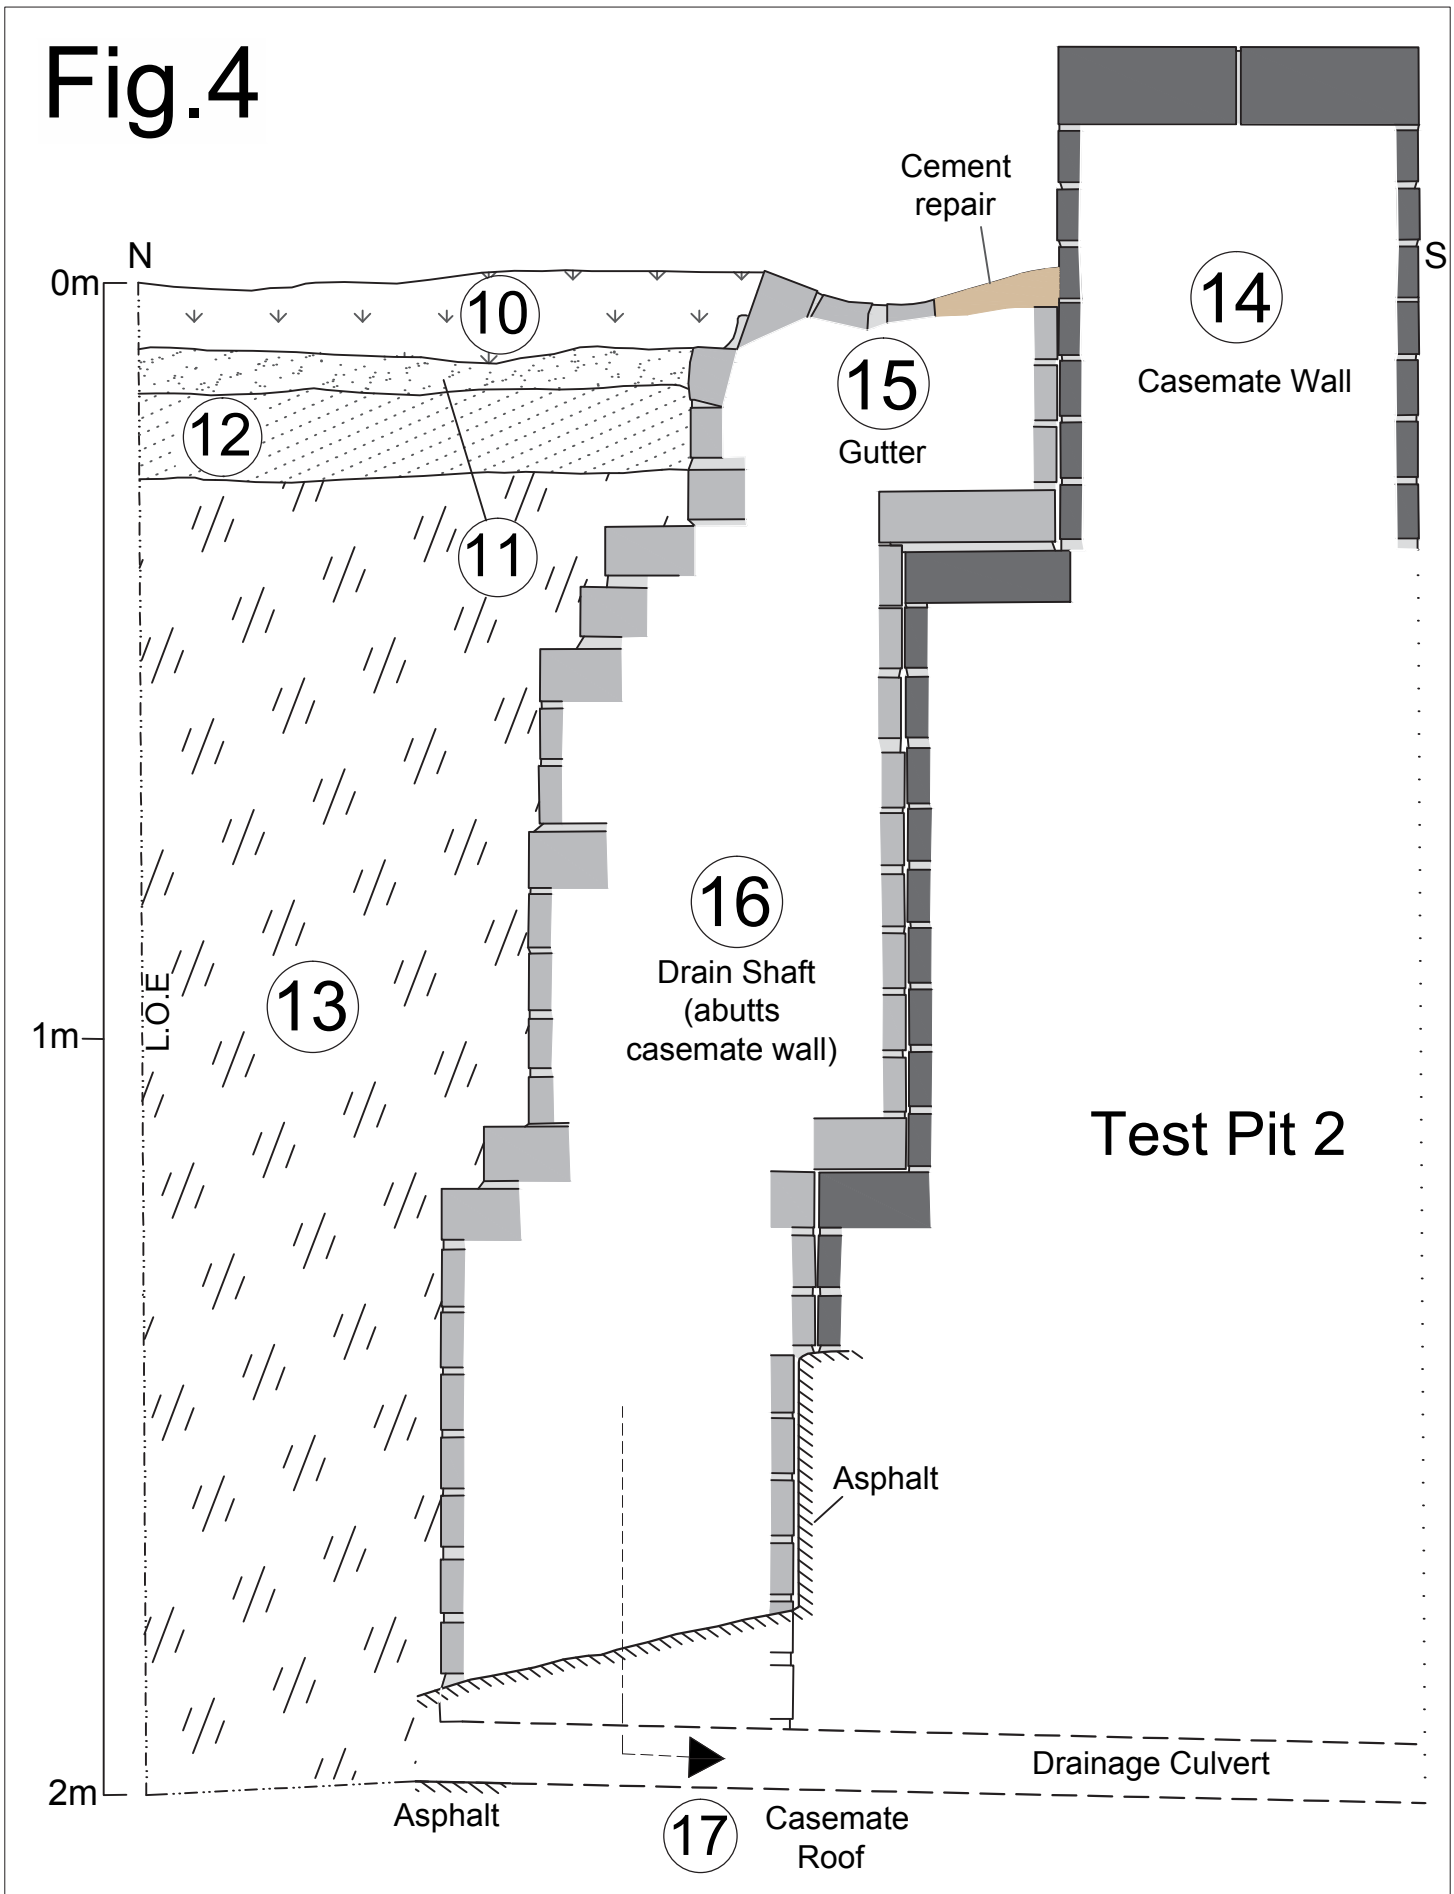 Fig.4
Cement
repair
N
S
0m
10
14
Casemate Wall
15
Gutter
12
11
16
Drain Shaft
(abutts
casemate wall)
13
L.O.E
1m
Test Pit 2
Asphalt
Drainage Culvert
2m
Asphalt
17
Casemate
Roof